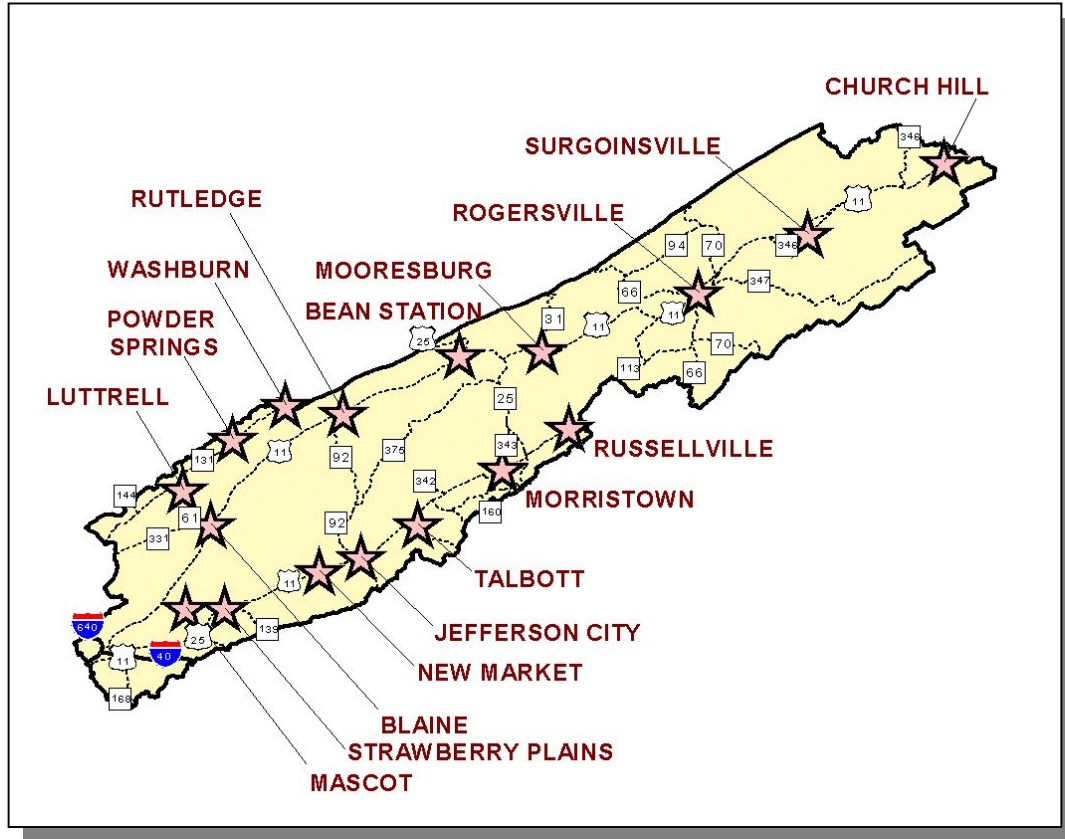 CHURCH HILL
346
SURGOINSVILLE
11
RUTLEDGE
ROGERSVILLE
94
70
346
WASHBURN
MOORESBURG
66
347
BEAN STATION
31
11
11
POWDER
SPRINGS
25
70
113
66
LUTTRELL
25
11
92
375
343
RUSSELLVILLE
131
342
MORRISTOWN
144
61
92
160
331
TALBOTT
11
640
139
JEFFERSON CITY
25
40
11
NEW MARKET
168
BLAINE
STRAWBERRY PLAINS
MASCOT